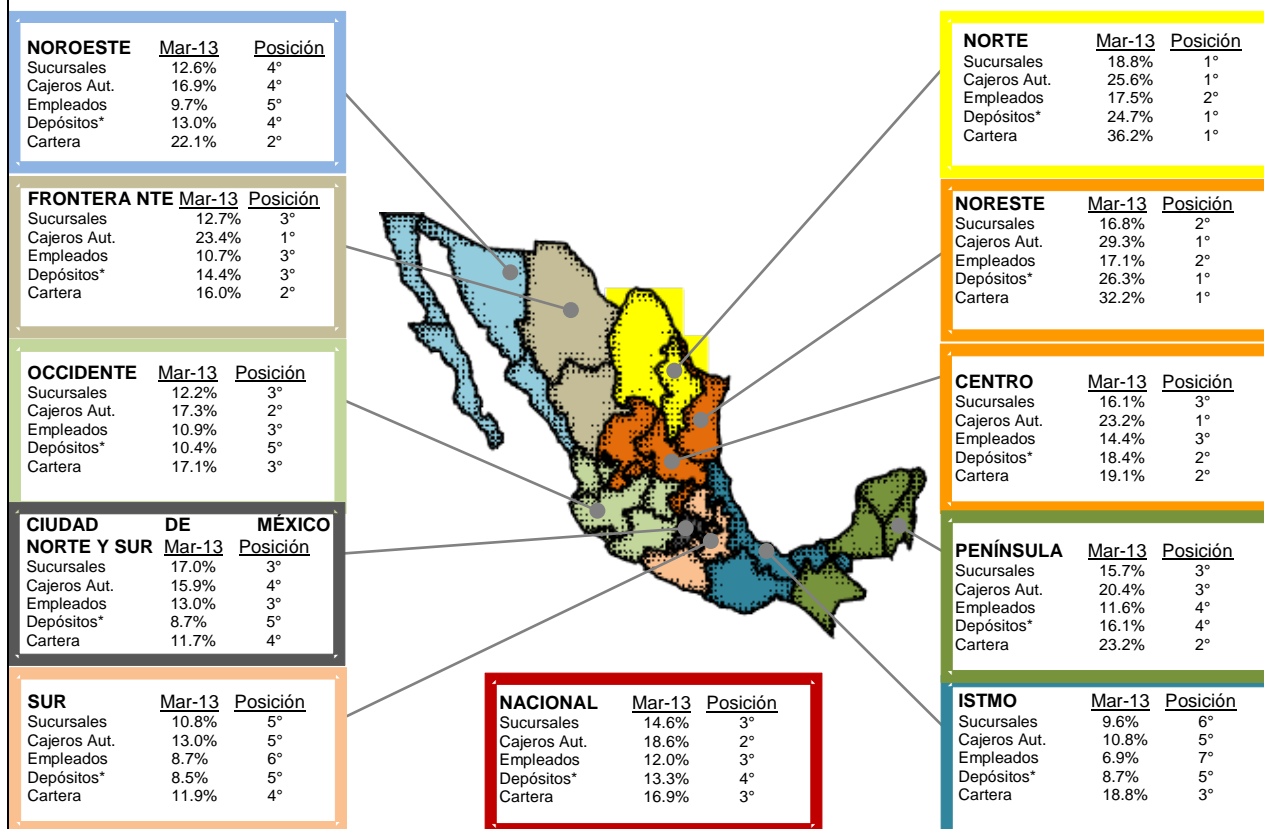 NOROESTE Mar-13 Posición
Sucursales 12.6% 4°
Cajeros Aut. 16.9% 4°
Empleados 9.7% 5°
Depósitos* 13.0% 4°
Cartera 22.1% 2°
FRONTERA NTE Mar-13 Posición
Sucursales 12.7% 3°
Cajeros Aut. 23.4% 1°
Empleados 10.7% 3°
Depósitos* 14.4% 3°
Cartera 16.0% 2°
OCCIDENTE Mar-13 Posición
Sucursales 12.2% 3°
Cajeros Aut. 17.3% 2°
Empleados 10.9% 3°
Depósitos* 10.4% 5°
Cartera 17.1% 3°
CIUDAD DE MÉXICO
NORTE Y SUR Mar-13 Posición
Sucursales 17.0% 3°
Cajeros Aut. 15.9% 4°
Empleados 13.0% 3°
Depósitos* 8.7% 5°
Cartera 11.7% 4°
SUR Mar-13 Posición
Sucursales 10.8% 5°
Cajeros Aut. 13.0% 5°
Empleados 8.7% 6°
Depósitos* 8.5% 5°
Cartera 11.9% 4°
NACIONAL Mar-13 Posición
Sucursales 14.6% 3°
Cajeros Aut. 18.6% 2°
Empleados 12.0% 3°
Depósitos* 13.3% 4°
Cartera 16.9% 3°
NORTE Mar-13 Posición
Sucursales 18.8% 1°
Cajeros Aut. 25.6% 1°
Empleados 17.5% 2°
Depósitos* 24.7% 1°
Cartera 36.2% 1°
NORESTE Mar-13 Posición
Sucursales 16.8% 2°
Cajeros Aut. 29.3% 1°
Empleados 17.1% 2°
Depósitos* 26.3% 1°
Cartera 32.2% 1°
CENTRO Mar-13 Posición
Sucursales 16.1% 3°
Cajeros Aut. 23.2% 1°
Empleados 14.4% 3°
Depósitos* 18.4% 2°
Cartera 19.1% 2°
PENÍNSULA Mar-13 Posición
Sucursales 15.7% 3°
Cajeros Aut. 20.4% 3°
Empleados 11.6% 4°
Depósitos* 16.1% 4°
Cartera 23.2% 2°
ISTMO Mar-13 Posición
Sucursales 9.6% 6°
Cajeros Aut. 10.8% 5°
Empleados 6.9% 7°
Depósitos* 8.7% 5°
Cartera 18.8% 3°